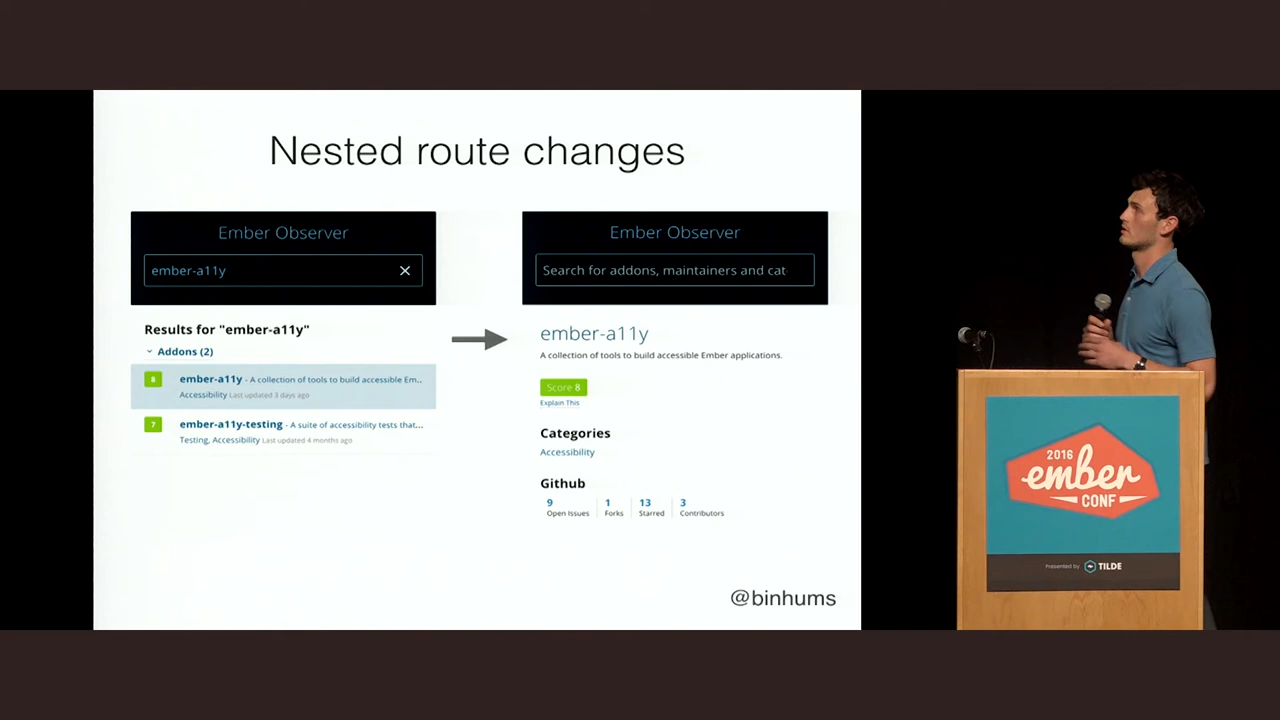 Nested route changes
Ember Observer
ember-a11y
Results for "ember-a11y"
Addons (2)
8
ember-a11y - A collection of tools to build accessible Em...
Accessibility Last updated 3 days ago
7
ember-a11y-testing - A suite of accessibility tests that...
Testing, Accessibility Last updated 4 months ago
Ember Observer
Search for addons, maintainers and cat
ember-a11y
A collection of tools to build accessible Ember applications.
Score 8
Explain This
Categories
Accessibility
Github
9 1 13 3
Open Issues Forks Starred Contributors
@binhums
2016
ember
CONF
Presented by TILDE